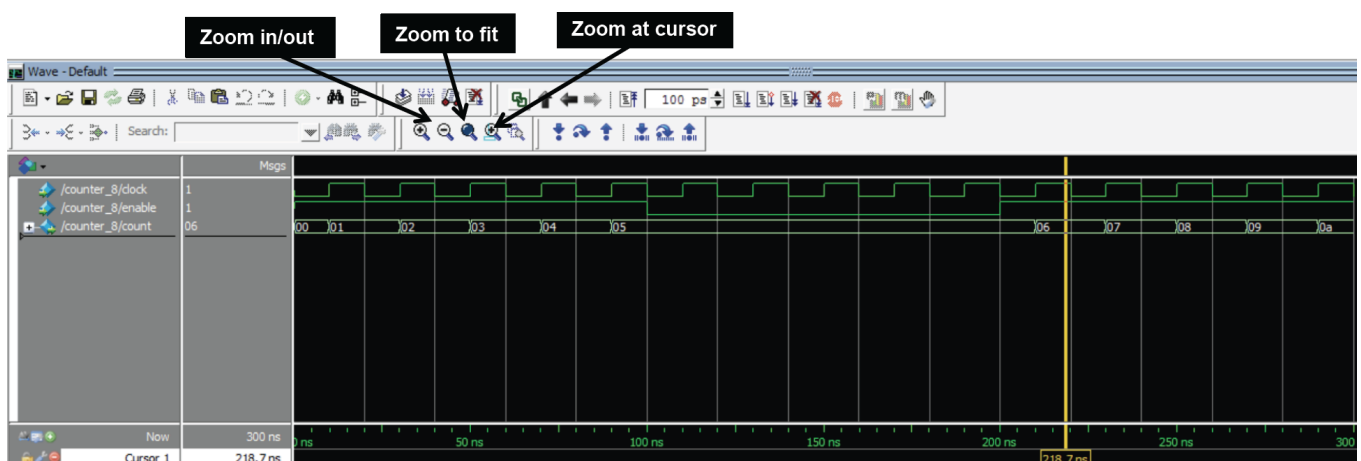 Zoom in/out
Zoom to fit
Zoom at cursor
Wave - Default
100 ps
Search:
Msgs
/counter_8/clock 1
/counter_8/enable 1
/counter_8/count 06 00 01 02 03 04 05 06 07 08 09 0a
Now 300 ns 0 ns 50 ns 100 ns 150 ns 200 ns 250 ns 300
Cursor 1 218.7 ns 218.7 ns